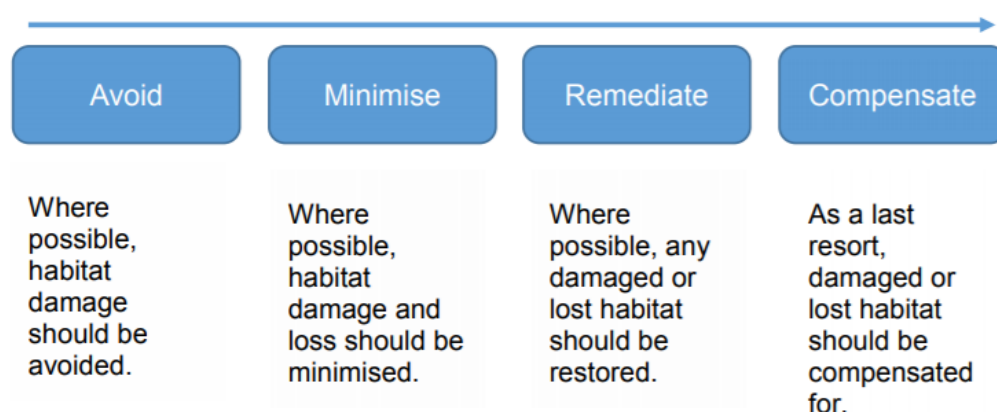 Avoid
Minimise
Remediate
Compensate
Where
possible,
habitat
damage
should be
avoided.
Where
possible,
habitat
damage and
loss should be
minimised.
Where
possible, any
damaged or
lost habitat
should be
restored.
As a last
resort,
damaged or
lost habitat
should be
compensated
for.